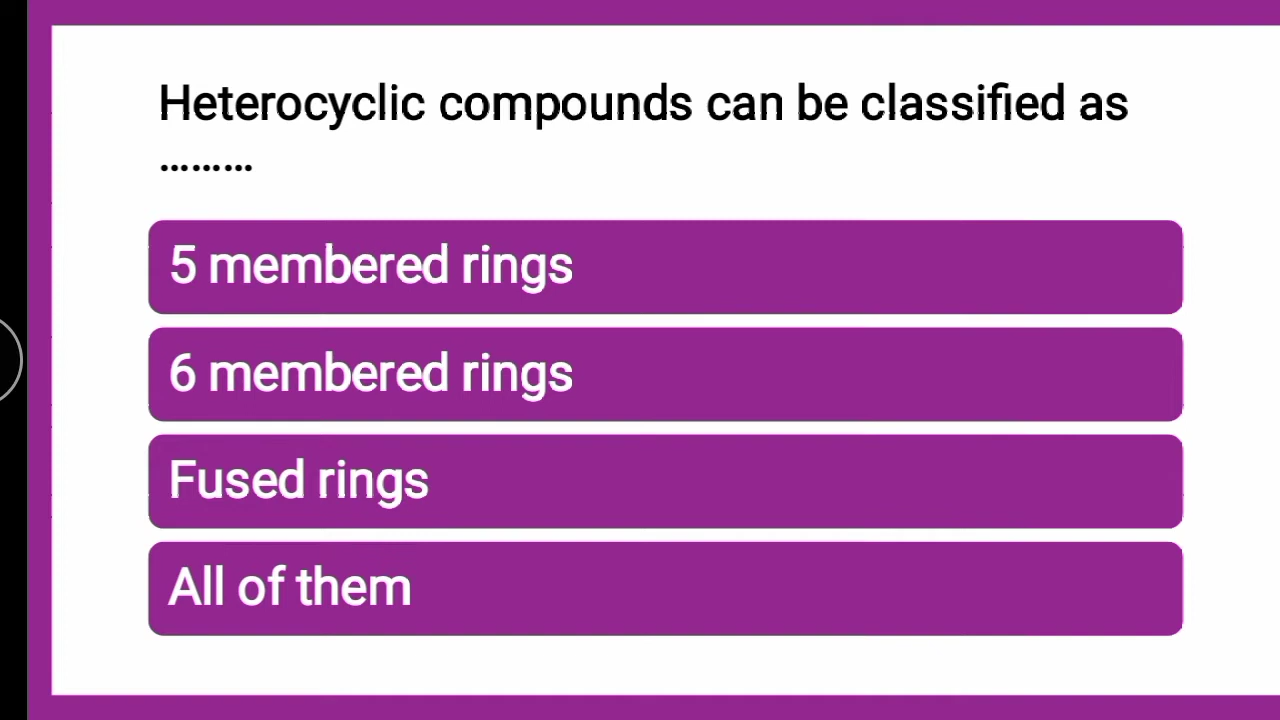 Heterocyclic compounds can be classified as
.........
5 membered rings
6 membered rings
Fused rings
All of them